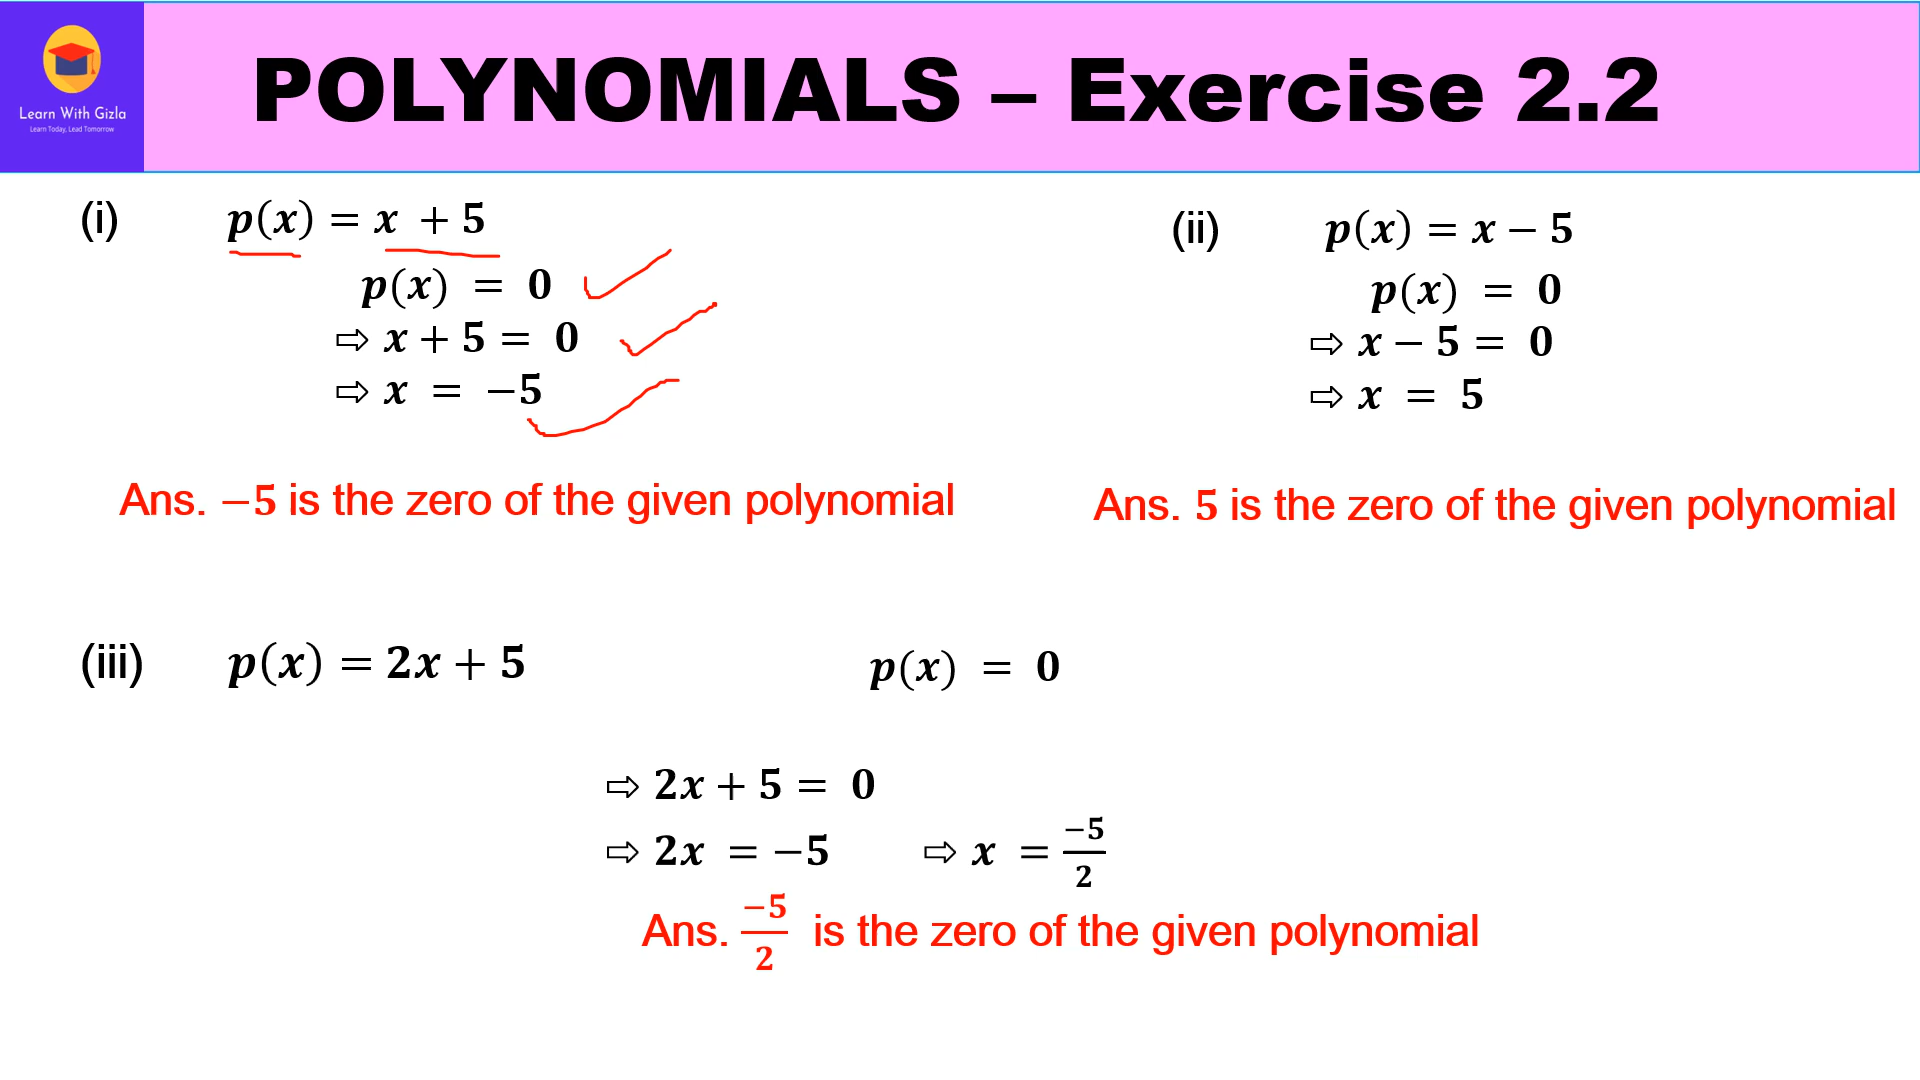 Learn With Gizla
Learn Today, Lead Tomorrow
POLYNOMIALS – Exercise 2.2
(i) p(x) = x + 5
p(x) = 0
⇨ x + 5 = 0
⇨ x = −5
Ans. −5 is the zero of the given polynomial
(ii) p(x) = x − 5
p(x) = 0
⇨ x − 5 = 0
⇨ x = 5
Ans. 5 is the zero of the given polynomial
(iii) p(x) = 2x + 5 p(x) = 0
⇨ 2x + 5 = 0
⇨ 2x = −5 ⇨ x = −5/2
Ans. −5/2 is the zero of the given polynomial